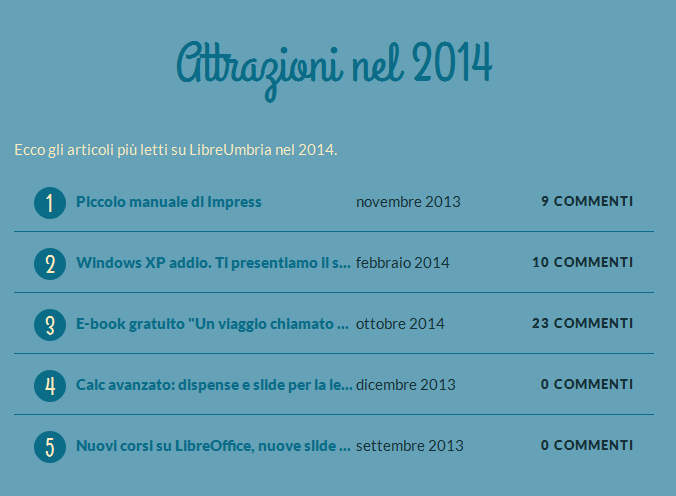 Attrazioni nel 2014
Ecco gli articoli più letti su LibreUmbria nel 2014.
1 Piccolo manuale di Impress novembre 2013 9 COMMENTI
2 Windows XP addio. Ti presentiamo il s... febbraio 2014 10 COMMENTI
3 E-book gratuito "Un viaggio chiamato ... ottobre 2014 23 COMMENTI
4 Calc avanzato: dispense e slide per la le... dicembre 2013 0 COMMENTI
5 Nuovi corsi su LibreOffice, nuove slide ... settembre 2013 0 COMMENTI